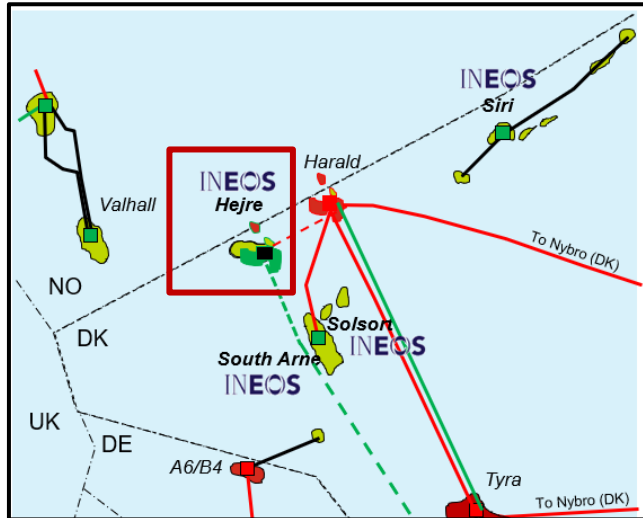 INEOS
Siri
Harald
INEOS
Hejre
Valhall
To Nybro (DK)
NO
DK
Solsort
South Arne
INEOS
INEOS
UK
DE
A6/B4
Tyra
To Nybro (DK)